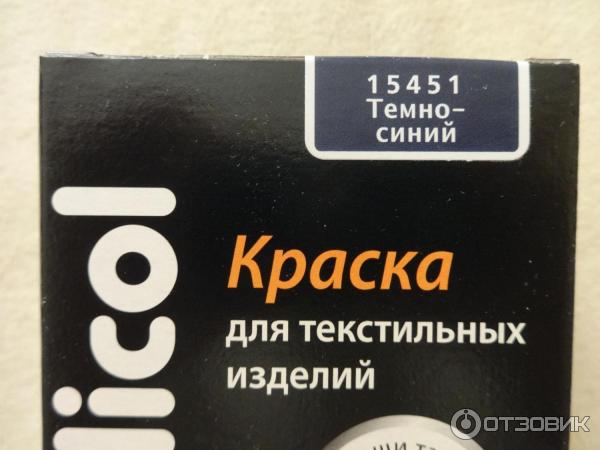 15451
Темно-
синий
licol
Краска
для текстильных
изделий
ОТЗОВИК